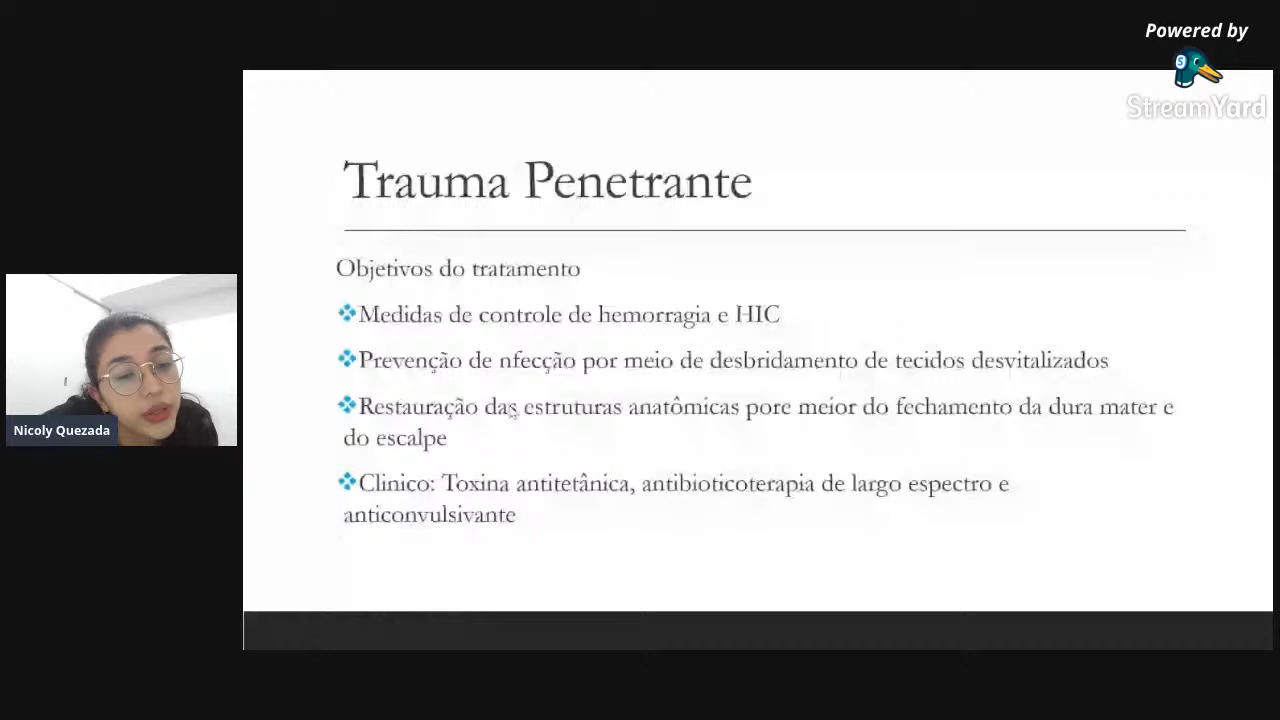 Powered by
StreamYard
Trauma Penetrante
Objetivos do tratamento
Medidas de controle de hemorragia e HIC
Prevenção de nfecção por meio de desbridamento de tecidos desvitalizados
Restauração das estruturas anatômicas pore meior do fechamento da dura mater e
do escalpe
Clinico: Toxina antitetânica, antibioticoterapia de largo espectro e
anticonvulsivante
Nicoly Quezada